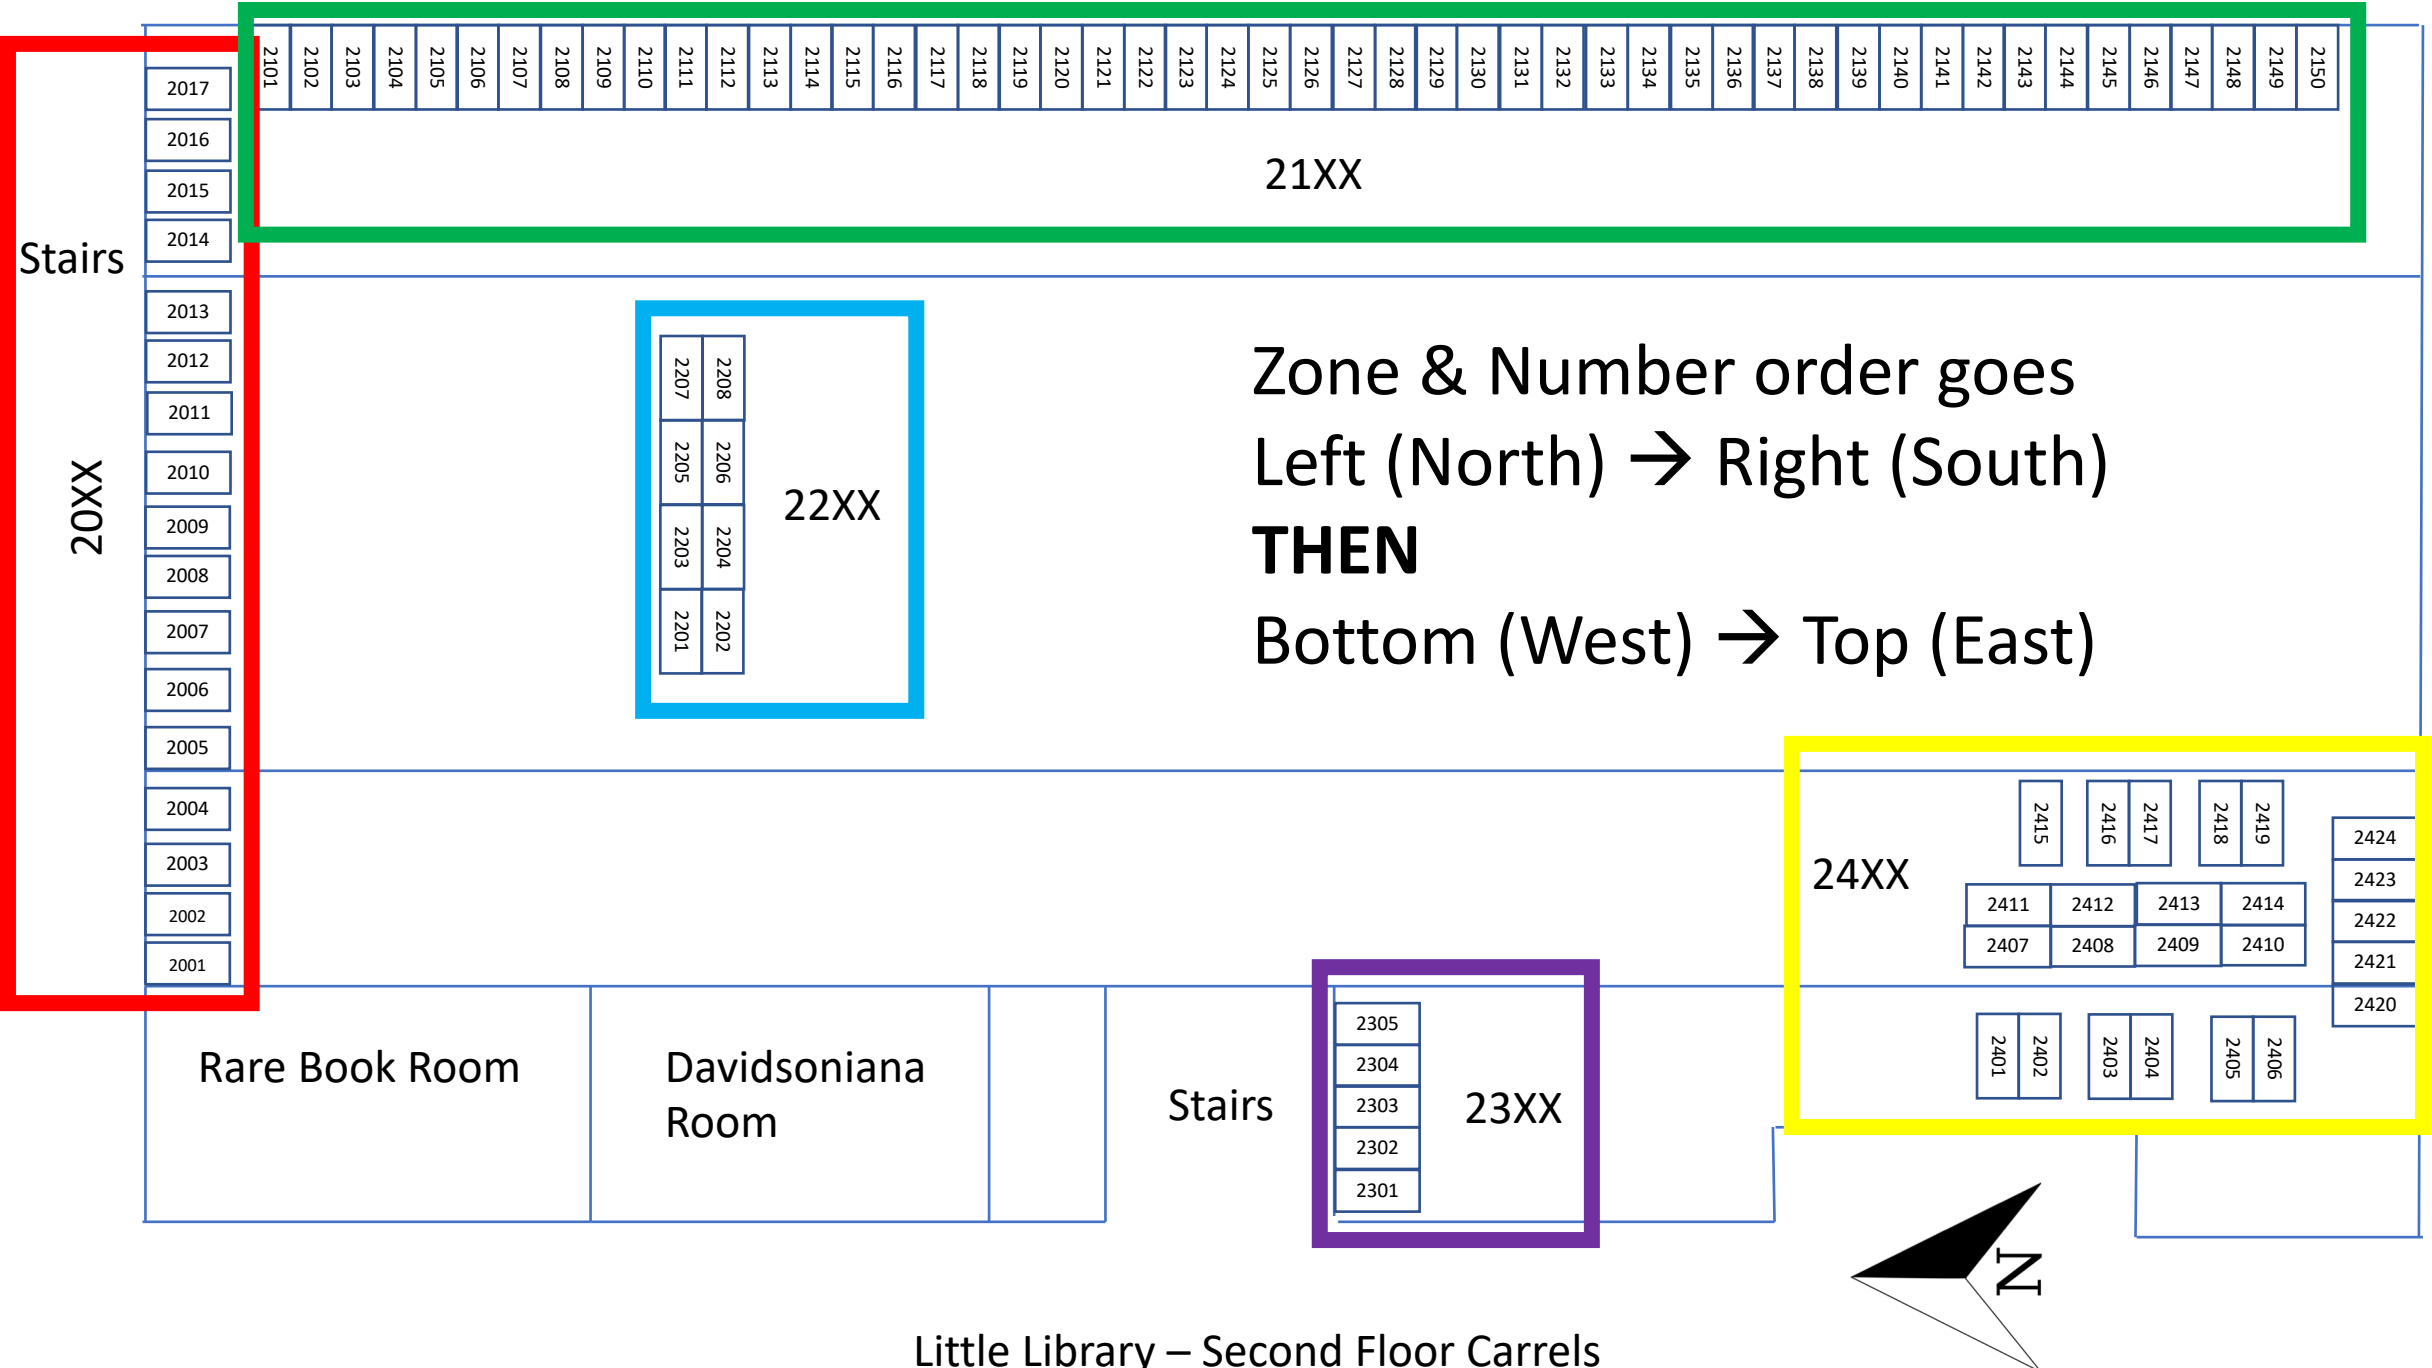 2101 2102 2103 2104 2105 2106 2107 2108 2109 2110 2111 2112 2113 2114 2115 2116 2117 2118 2119 2120 2121 2122 2123 2124 2125 2126 2127 2128 2129 2130 2131 2132 2133 2134 2135 2136 2137 2138 2139 2140 2141 2142 2143 2144 2145 2146 2147 2148 2149 2150
21XX
2017
2016
2015
2014
Stairs
2013
2012
2011
2010
2009
2008
2007
2006
2005
2004
2003
2002
2001
20XX
2207 2208
2205 2206
2203 2204
2201 2202
22XX
Zone & Number order goes
Left (North) → Right (South)
THEN
Bottom (West) → Top (East)
24XX
2415 2416 2417 2418 2419
2411 2412 2413 2414
2407 2408 2409 2410
2401 2402 2403 2404 2405 2406
2424
2423
2422
2421
2420
Rare Book Room
Davidsoniana
Room
Stairs
2305
2304
2303
2302
2301
23XX
N
Little Library – Second Floor Carrels